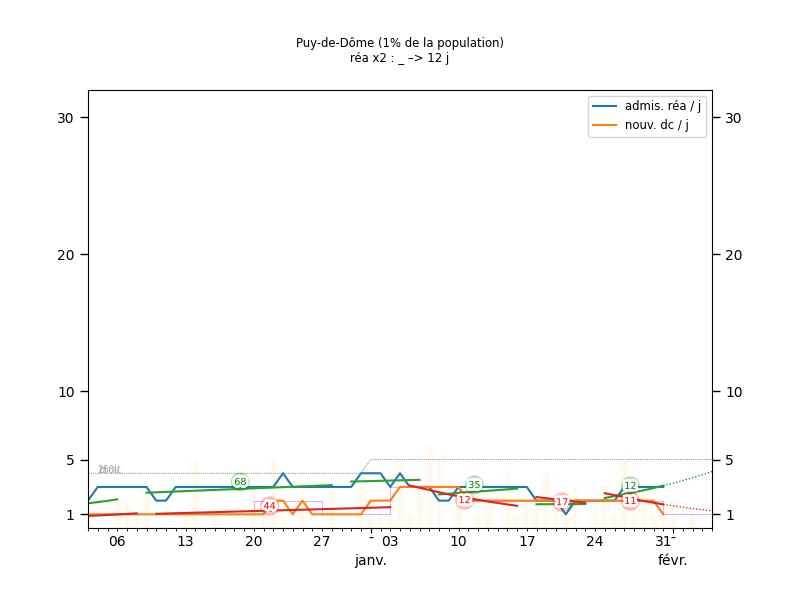 Puy-de-Dôme (1% de la population)
réa x2 : _ –> 12 j
admis. réa / j
nouv. dc / j
30 30
20 20
10 10
5 5
1 1
68
44
35
12
17
12
11
06 13 20 27 - 03 10 17 24 31-
janv. févr.